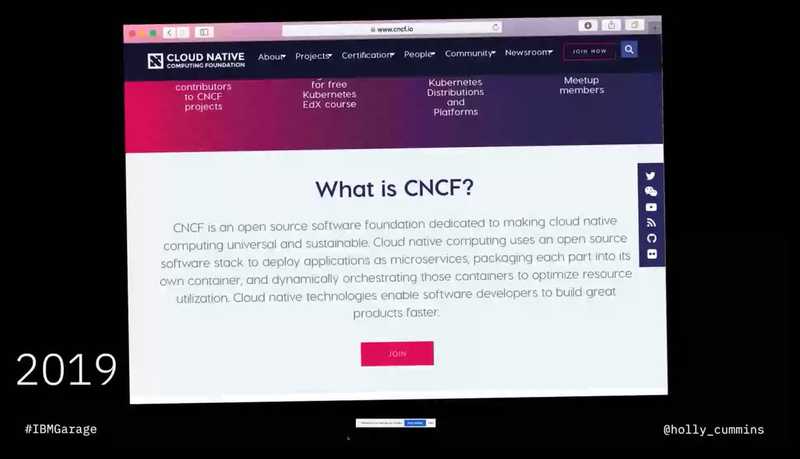 www.cncf.io
CLOUD NATIVE
COMPUTING FOUNDATION
About
Projects
Certification
People
Community
Newsroom
JOIN NOW
contributors
to CNCF
projects
for free
Kubernetes
EdX course
Kubernetes
Distributions
and
Platforms
Meetup
members
What is CNCF?
CNCF is an open source software foundation dedicated to making cloud native
computing universal and sustainable. Cloud native computing uses an open source
software stack to deploy applications as microservices, packaging each part into its
own container, and dynamically orchestrating those containers to optimize resource
utilization. Cloud native technologies enable software developers to build great
products faster.
JOIN
2019
#IBMGarage
@holly_cummins